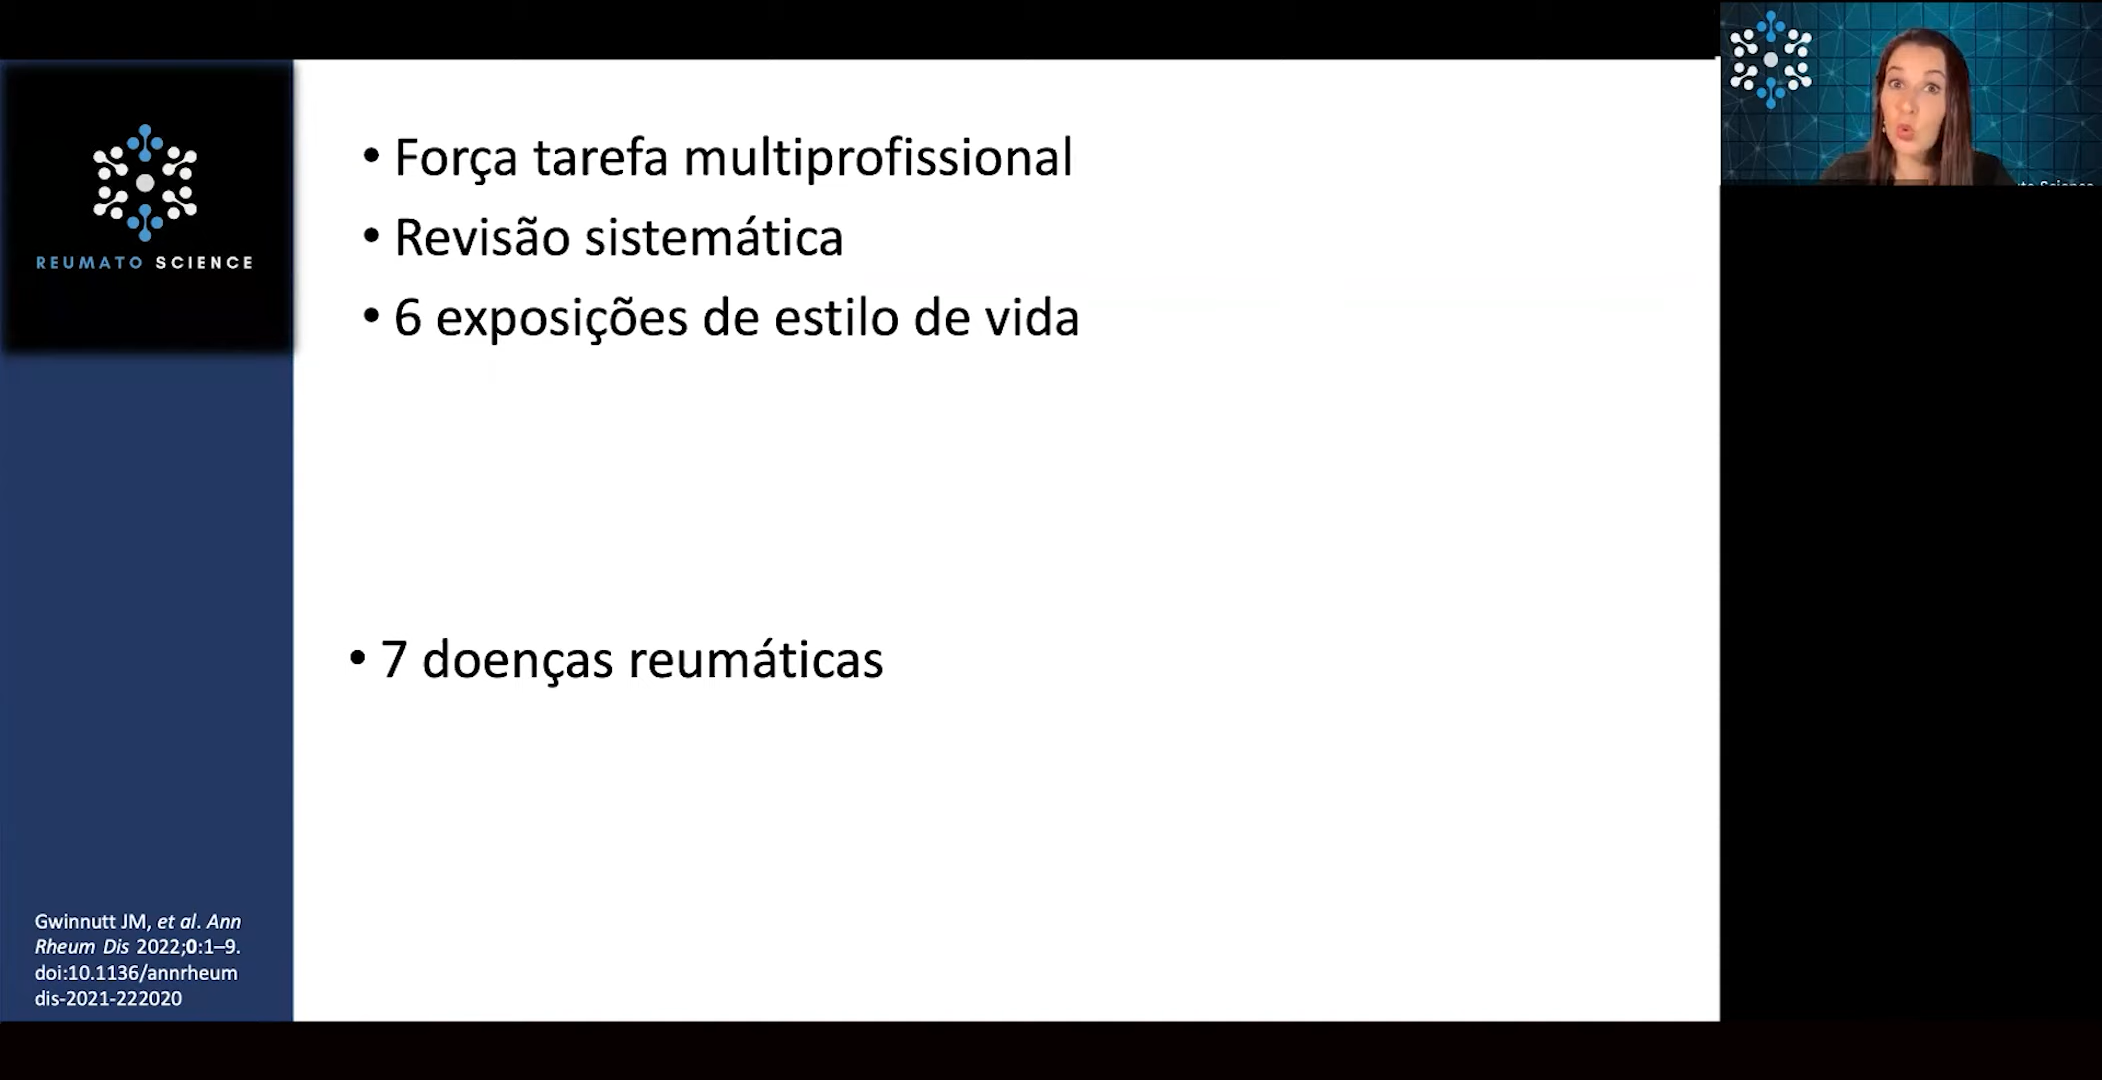 REUMATO SCIENCE
• Força tarefa multiprofissional
• Revisão sistemática
• 6 exposições de estilo de vida
• 7 doenças reumáticas
Gwinnutt JM, et al. Ann
Rheum Dis 2022;0:1–9.
doi:10.1136/annrheum
dis-2021-222020